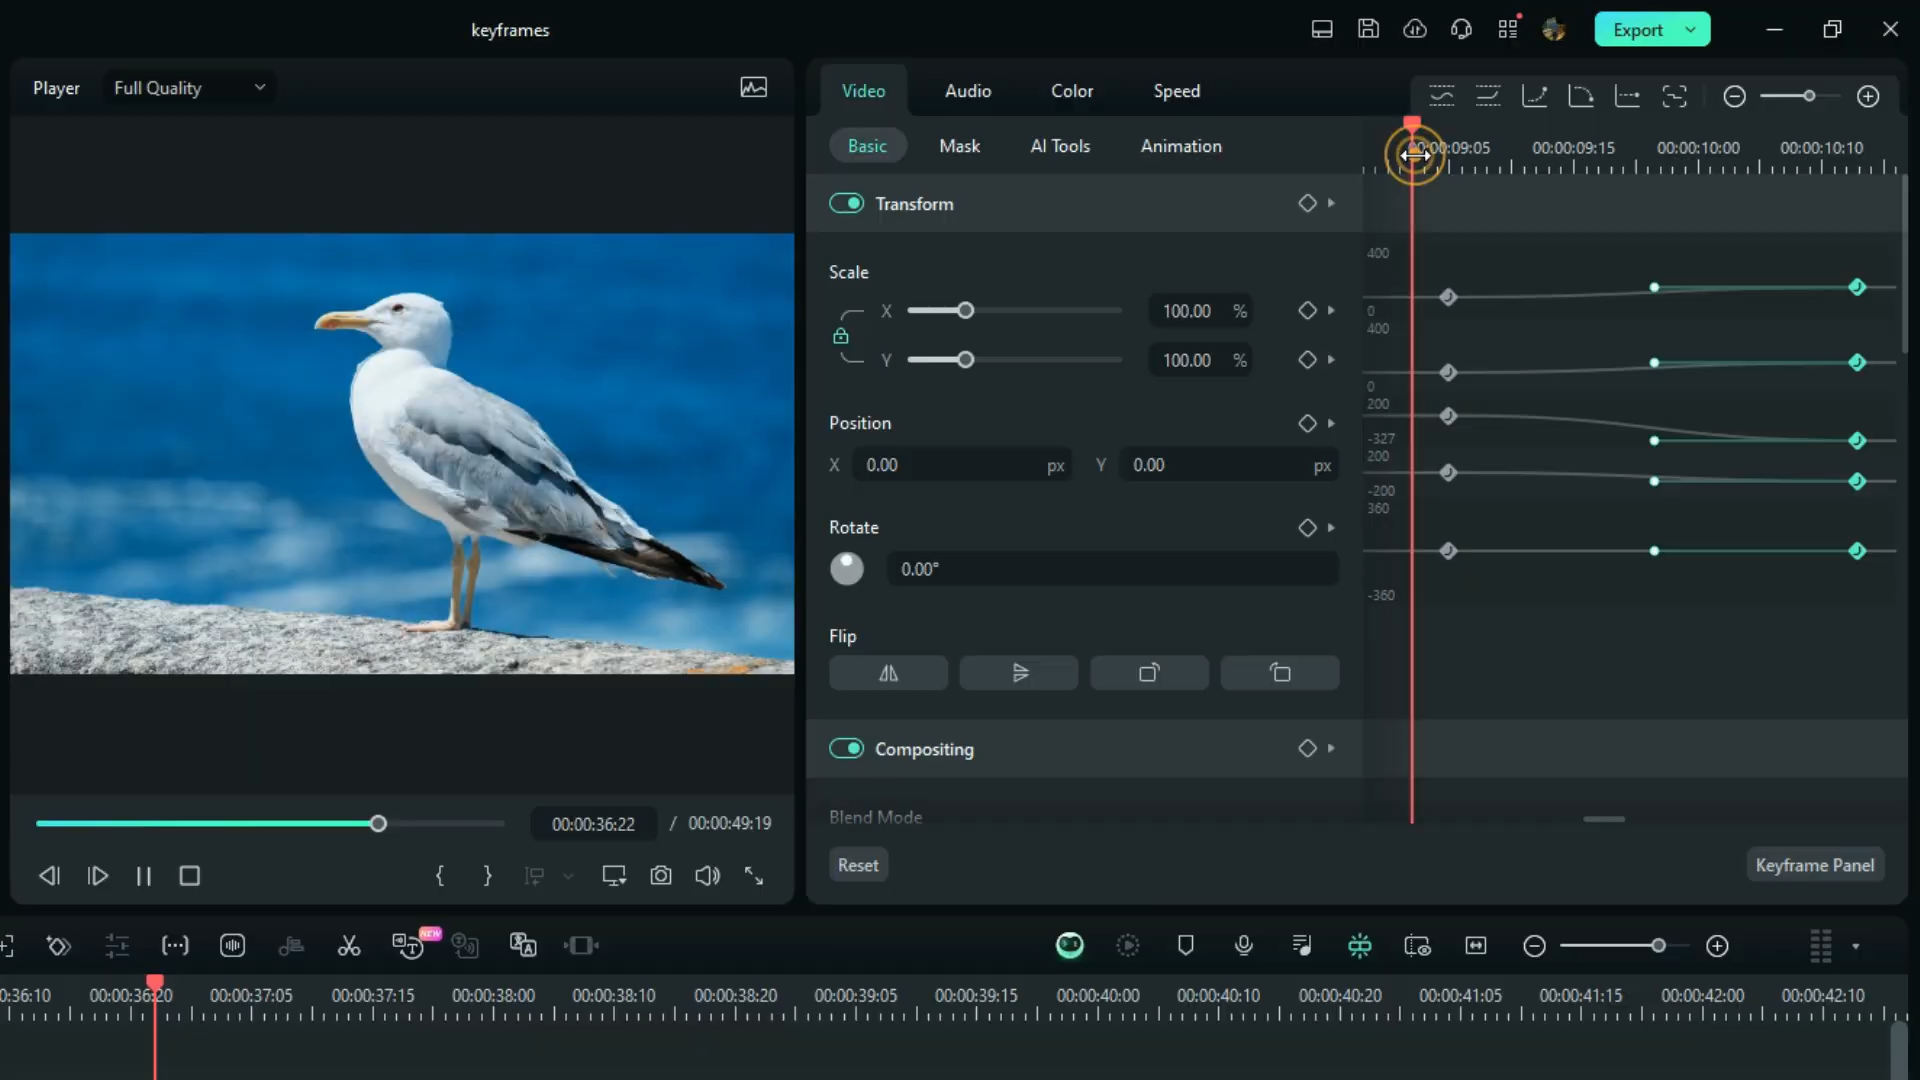 keyframes
Export
Player
Full Quality
Video
Audio
Color
Speed
Basic
Mask
AI Tools
Animation
00:00:09:15
00:00:10:00
00:00:10:10
Transform
Scale
X
100.00
%
Y
100.00
%
Position
X
0.00
px
Y
0.00
px
Rotate
0.00°
Flip
Compositing
Blend Mode
400
0
400
0
200
-327
200
-200
360
-360
Reset
Keyframe Panel
00:00:36:22 / 00:00:49:19
NEW
0:36:10
00:00:36:20
00:00:37:05
00:00:37:15
00:00:38:00
00:00:38:10
00:00:38:20
00:00:39:05
00:00:39:15
00:00:40:00
00:00:40:10
00:00:40:20
00:00:41:05
00:00:41:15
00:00:42:00
00:00:42:10